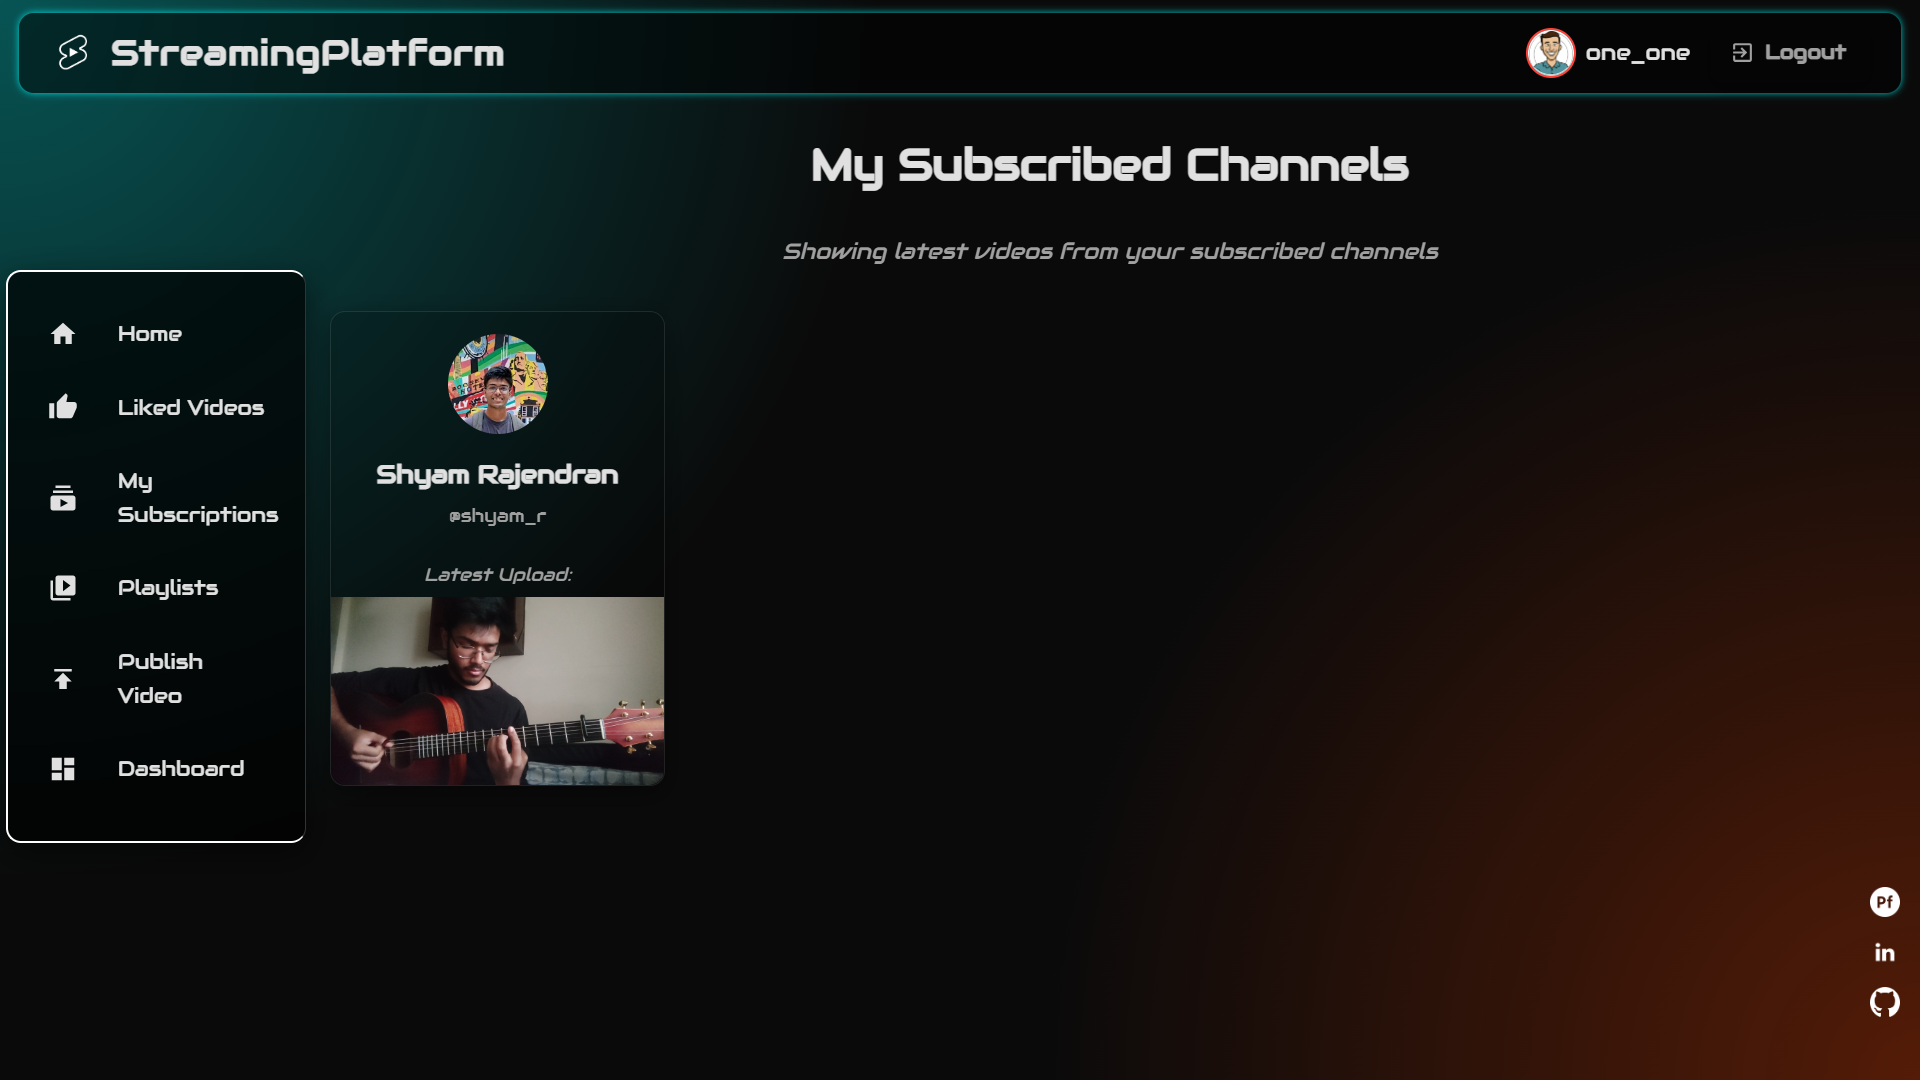 StreamingPlatform
one_one
Logout
My Subscribed Channels
Showing latest videos from your subscribed channels
Home
Liked Videos
My
Subscriptions
Playlists
Publish
Video
Dashboard
Shyam Rajendran
@shyam_r
Latest Upload:
Pf
in